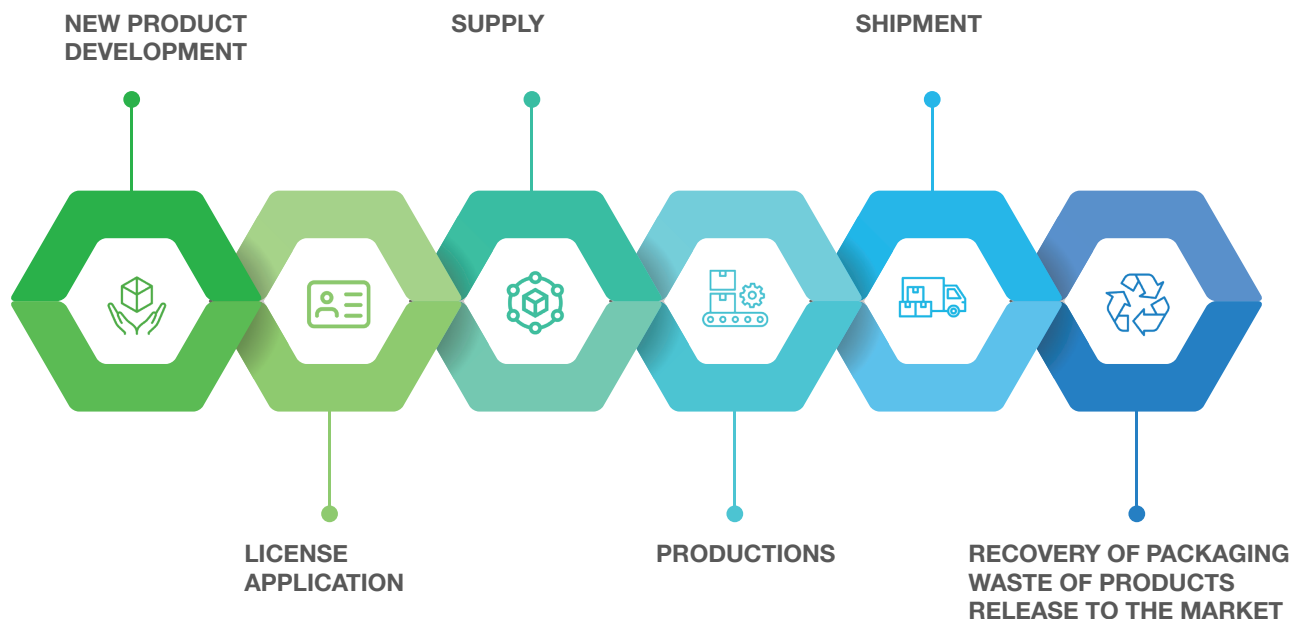 NEW PRODUCT
DEVELOPMENT
SUPPLY
SHIPMENT
LICENSE
APPLICATION
PRODUCTIONS
RECOVERY OF PACKAGING
WASTE OF PRODUCTS
RELEASE TO THE MARKET